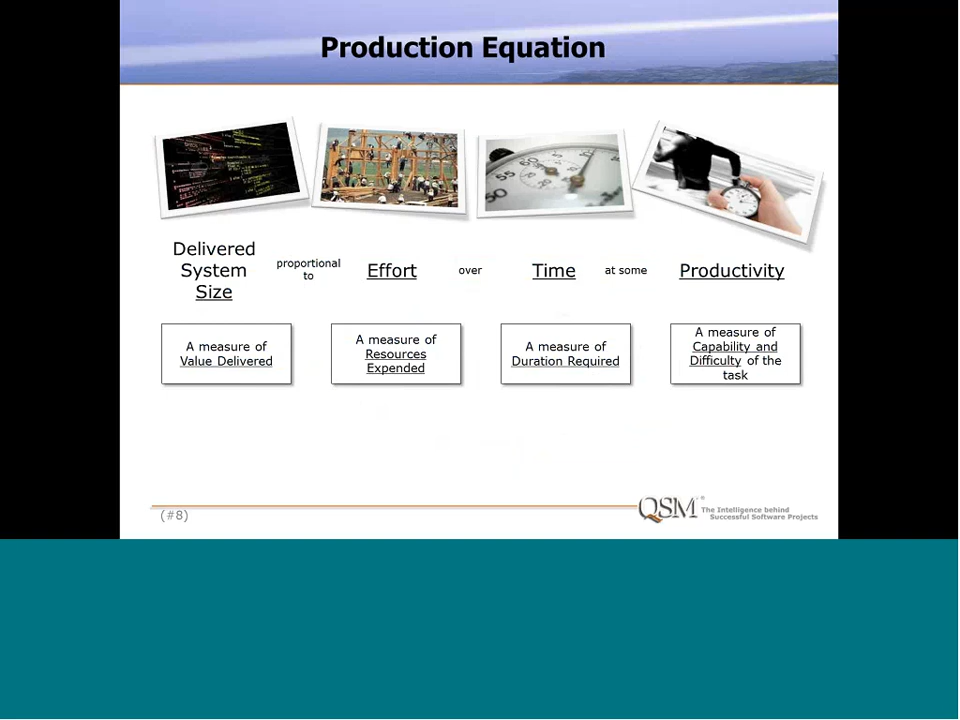 Production Equation
Delivered
System
Size
proportional
to
Effort
over
Time
at some
Productivity
A measure of
Value Delivered
A measure of
Resources
Expended
A measure of
Duration Required
A measure of
Capability and
Difficulty of the
task
(#8)
QSM®
The Intelligence behind
Successful Software Projects